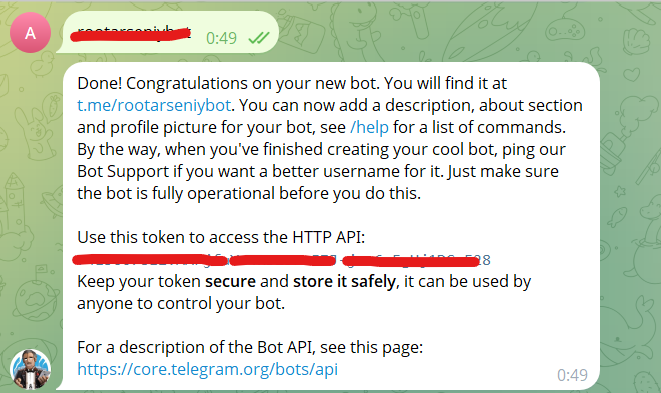 A
0:49
Done! Congratulations on your new bot. You will find it at
t.me/rootarseniybot. You can now add a description, about section
and profile picture for your bot, see /help for a list of commands.
By the way, when you've finished creating your cool bot, ping our
Bot Support if you want a better username for it. Just make sure
the bot is fully operational before you do this.
Use this token to access the HTTP API:
Keep your token secure and store it safely, it can be used by
anyone to control your bot.
For a description of the Bot API, see this page:
https://core.telegram.org/bots/api
0:49